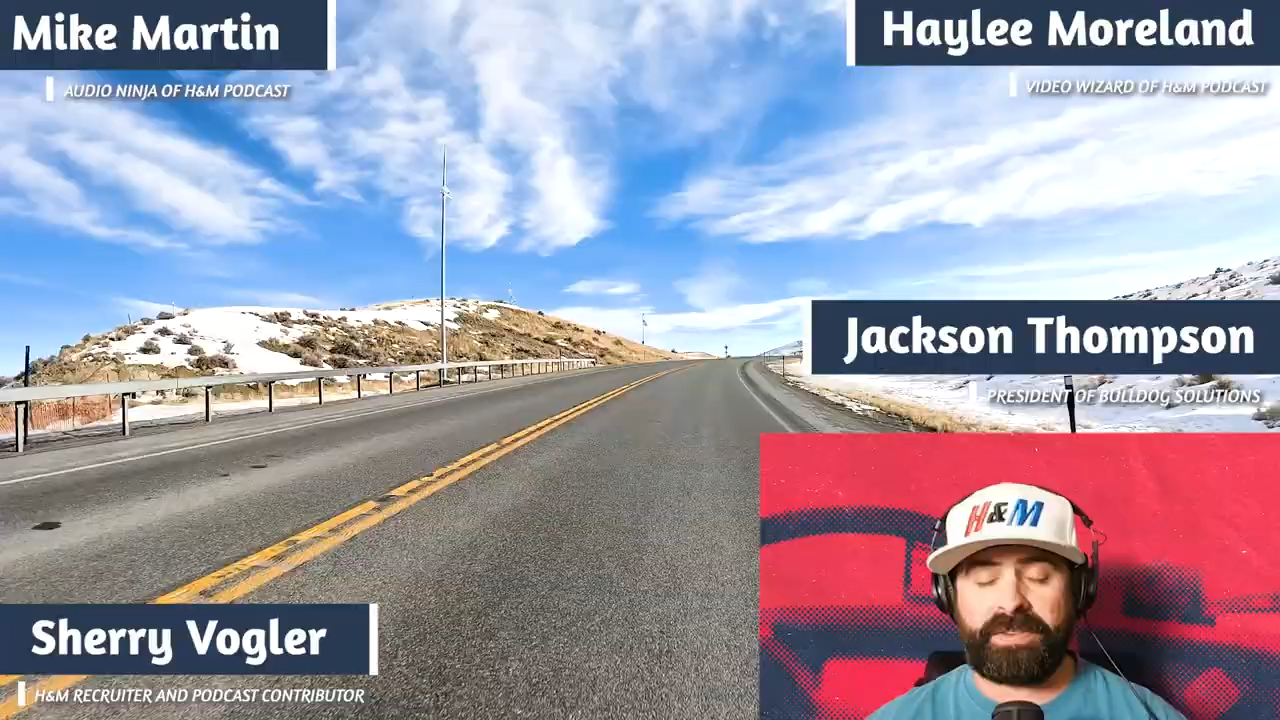 Mike Martin
AUDIO NINJA OF H&M PODCAST
Haylee Moreland
VIDEO WIZARD OF H&M PODCAST
Jackson Thompson
PRESIDENT OF BULLDOG SOLUTIONS
H&M
Sherry Vogler
H&M RECRUITER AND PODCAST CONTRIBUTOR